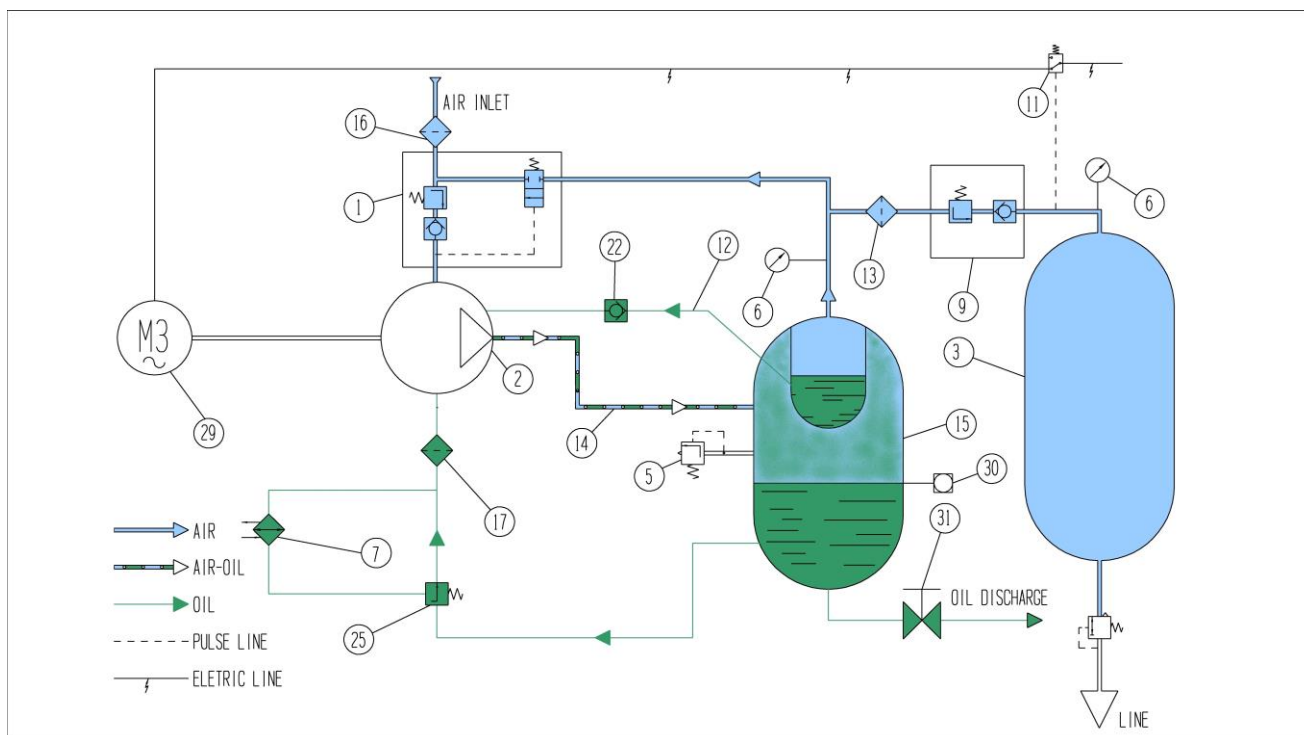 11
AIR INLET
16
1
6
22
12
13
6
9
M3
~
2
3
29
14
15
5
30
17
31
7
AIR
AIR-OIL
OIL
OIL DISCHARGE
25
PULSE LINE
ELETRIC LINE
LINE